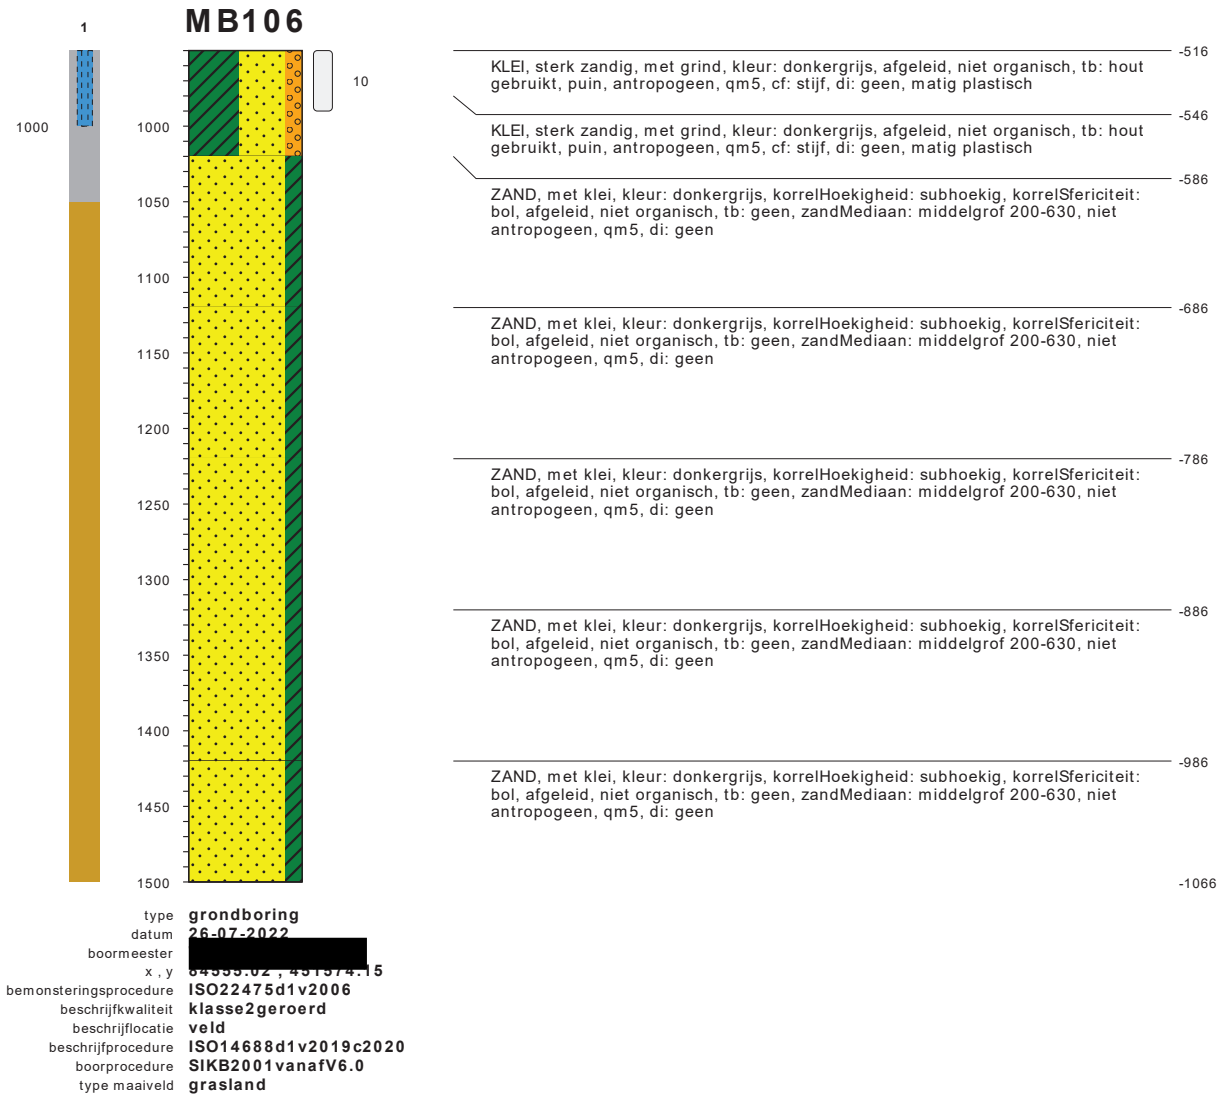 1
MB106
10
1000
1000
1050
1100
1150
1200
1250
1300
1350
1400
1450
1500
-516
KLEI, sterk zandig, met grind, kleur: donkergrijs, afgeleid, niet organisch, tb: hout
gebruikt, puin, antropogeen, qm5, cf: stijf, di: geen, matig plastisch
-546
KLEI, sterk zandig, met grind, kleur: donkergrijs, afgeleid, niet organisch, tb: hout
gebruikt, puin, antropogeen, qm5, cf: stijf, di: geen, matig plastisch
-586
ZAND, met klei, kleur: donkergrijs, korrelHoekigheid: subhoekig, korrelSfericiteit:
bol, afgeleid, niet organisch, tb: geen, zandMediaan: middelgrof 200-630, niet
antropogeen, qm5, di: geen
-686
ZAND, met klei, kleur: donkergrijs, korrelHoekigheid: subhoekig, korrelSfericiteit:
bol, afgeleid, niet organisch, tb: geen, zandMediaan: middelgrof 200-630, niet
antropogeen, qm5, di: geen
-786
ZAND, met klei, kleur: donkergrijs, korrelHoekigheid: subhoekig, korrelSfericiteit:
bol, afgeleid, niet organisch, tb: geen, zandMediaan: middelgrof 200-630, niet
antropogeen, qm5, di: geen
-886
ZAND, met klei, kleur: donkergrijs, korrelHoekigheid: subhoekig, korrelSfericiteit:
bol, afgeleid, niet organisch, tb: geen, zandMediaan: middelgrof 200-630, niet
antropogeen, qm5, di: geen
-986
ZAND, met klei, kleur: donkergrijs, korrelHoekigheid: subhoekig, korrelSfericiteit:
bol, afgeleid, niet organisch, tb: geen, zandMediaan: middelgrof 200-630, niet
antropogeen, qm5, di: geen
-1066
type grondboring
datum 26-07-2022
boormeester
x , y 84555.02 , 451574.15
bemonsteringsprocedure ISO22475d1v2006
beschrijfkwaliteit klasse2geroerd
beschrijflocatie veld
beschrijfprocedure ISO14688d1v2019c2020
boorprocedure SIKB2001vanafV6.0
type maaiveld grasland